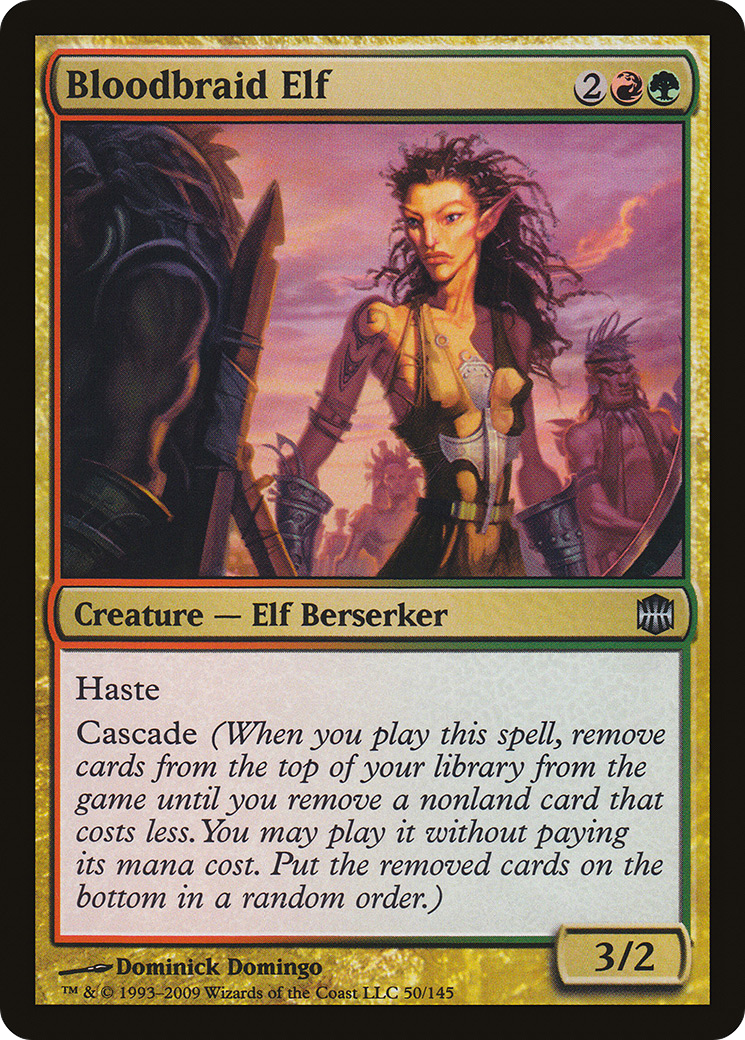 Bloodbraid Elf 2
Creature — Elf Berserker
Haste
Cascade (When you play this spell, remove
cards from the top of your library from the
game until you remove a nonland card that
costs less. You may play it without paying
its mana cost. Put the removed cards on the
bottom in a random order.)
3/2
Dominick Domingo
™ & © 1993–2009 Wizards of the Coast LLC 50/145